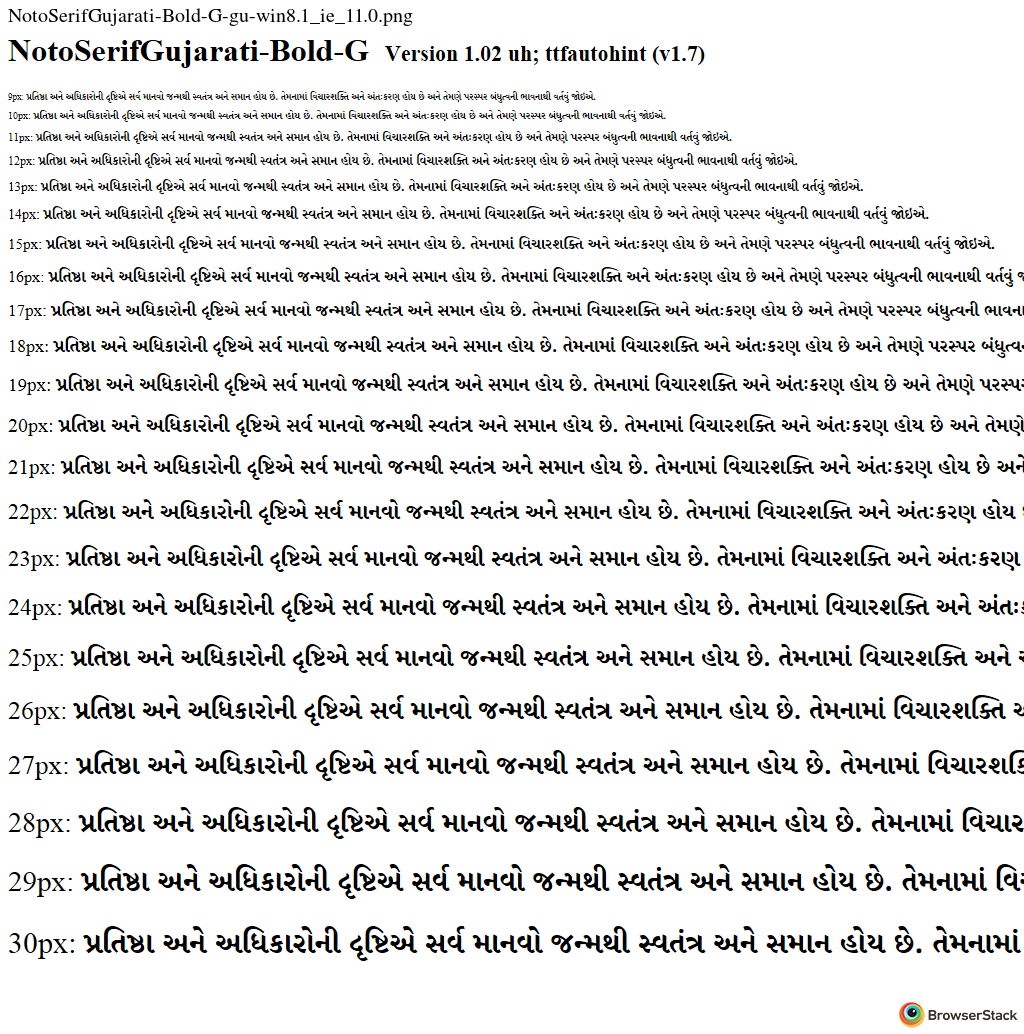 NotoSerifGujarati-Bold-G-gu-win8.1_ie_11.0.png
NotoSerifGujarati-Bold-G Version 1.02 uh; ttfautohint (v1.7)
9px: પ્રતિષ્ઠા અને અધિકારોની દૃષ્ટિએ સર્વ માનવો જન્મથી સ્વતંત્ર અને સમાન હોય છે. તેમનામાં વિચારશક્તિ અને અંતઃકરણ હોય છે અને તેમણે પરસ્પર બંધુત્વની ભાવનાથી વર્તવું જોઇએ.
10px: પ્રતિષ્ઠા અને અધિકારોની દૃષ્ટિએ સર્વ માનવો જન્મથી સ્વતંત્ર અને સમાન હોય છે. તેમનામાં વિચારશક્તિ અને અંતઃકરણ હોય છે અને તેમણે પરસ્પર બંધુત્વની ભાવનાથી વર્તવું જોઇએ.
11px: પ્રતિષ્ઠા અને અધિકારોની દૃષ્ટિએ સર્વ માનવો જન્મથી સ્વતંત્ર અને સમાન હોય છે. તેમનામાં વિચારશક્તિ અને અંતઃકરણ હોય છે અને તેમણે પરસ્પર બંધુત્વની ભાવનાથી વર્તવું જોઇએ.
12px: પ્રતિષ્ઠા અને અધિકારોની દૃષ્ટિએ સર્વ માનવો જન્મથી સ્વતંત્ર અને સમાન હોય છે. તેમનામાં વિચારશક્તિ અને અંતઃકરણ હોય છે અને તેમણે પરસ્પર બંધુત્વની ભાવનાથી વર્તવું જોઇએ.
13px: પ્રતિષ્ઠા અને અધિકારોની દૃષ્ટિએ સર્વ માનવો જન્મથી સ્વતંત્ર અને સમાન હોય છે. તેમનામાં વિચારશક્તિ અને અંતઃકરણ હોય છે અને તેમણે પરસ્પર બંધુત્વની ભાવનાથી વર્તવું જોઇએ.
14px: પ્રતિષ્ઠા અને અધિકારોની દૃષ્ટિએ સર્વ માનવો જન્મથી સ્વતંત્ર અને સમાન હોય છે. તેમનામાં વિચારશક્તિ અને અંતઃકરણ હોય છે અને તેમણે પરસ્પર બંધુત્વની ભાવનાથી વર્તવું જોઇએ.
15px: પ્રતિષ્ઠા અને અધિકારોની દૃષ્ટિએ સર્વ માનવો જન્મથી સ્વતંત્ર અને સમાન હોય છે. તેમનામાં વિચારશક્તિ અને અંતઃકરણ હોય છે અને તેમણે પરસ્પર બંધુત્વની ભાવનાથી વર્તવું જોઇએ.
16px: પ્રતિષ્ઠા અને અધિકારોની દૃષ્ટિએ સર્વ માનવો જન્મથી સ્વતંત્ર અને સમાન હોય છે. તેમનામાં વિચારશક્તિ અને અંતઃકરણ હોય છે અને તેમણે પરસ્પર બંધુત્વની ભાવનાથી વર્તવું
17px: પ્રતિષ્ઠા અને અધિકારોની દૃષ્ટિએ સર્વ માનવો જન્મથી સ્વતંત્ર અને સમાન હોય છે. તેમનામાં વિચારશક્તિ અને અંતઃકરણ હોય છે અને તેમણે પરસ્પર બંધુત્વની ભાવના
18px: પ્રતિષ્ઠા અને અધિકારોની દૃષ્ટિએ સર્વ માનવો જન્મથી સ્વતંત્ર અને સમાન હોય છે. તેમનામાં વિચારશક્તિ અને અંતઃકરણ હોય છે અને તેમણે પરસ્પર
19px: પ્રતિષ્ઠા અને અધિકારોની દૃષ્ટિએ સર્વ માનવો જન્મથી સ્વતંત્ર અને સમાન હોય છે. તેમનામાં વિચારશક્તિ અને અંતઃકરણ હોય છે અને તેમણે
20px: પ્રતિષ્ઠા અને અધિકારોની દૃષ્ટિએ સર્વ માનવો જન્મથી સ્વતંત્ર અને સમાન હોય છે. તેમનામાં વિચારશક્તિ અને અંતઃકરણ હોય છે અને તેમણે
21px: પ્રતિષ્ઠા અને અધિકારોની દૃષ્ટિએ સર્વ માનવો જન્મથી સ્વતંત્ર અને સમાન હોય છે. તેમનામાં વિચારશક્તિ અને અંતઃકરણ હોય છે અને
22px: પ્રતિષ્ઠા અને અધિકારોની દૃષ્ટિએ સર્વ માનવો જન્મથી સ્વતંત્ર અને સમાન હોય છે. તેમનામાં વિચારશક્તિ અને અંતઃકરણ હોય
23px: પ્રતિષ્ઠા અને અધિકારોની દૃષ્ટિએ સર્વ માનવો જન્મથી સ્વતંત્ર અને સમાન હોય છે. તેમનામાં વિચારશક્તિ અને અંતઃકરણ
24px: પ્રતિષ્ઠા અને અધિકારોની દૃષ્ટિએ સર્વ માનવો જન્મથી સ્વતંત્ર અને સમાન હોય છે. તેમનામાં વિચારશક્તિ અને અંતઃ
25px: પ્રતિષ્ઠા અને અધિકારોની દૃષ્ટિએ સર્વ માનવો જન્મથી સ્વતંત્ર અને સમાન હોય છે. તેમનામાં વિચારશક્તિ અને
26px: પ્રતિષ્ઠા અને અધિકારોની દૃષ્ટિએ સર્વ માનવો જન્મથી સ્વતંત્ર અને સમાન હોય છે. તેમનામાં વિચારશક્તિ
27px: પ્રતિષ્ઠા અને અધિકારોની દૃષ્ટિએ સર્વ માનવો જન્મથી સ્વતંત્ર અને સમાન હોય છે. તેમનામાં વિચારશક્તિ
28px: પ્રતિષ્ઠા અને અધિકારોની દૃષ્ટિએ સર્વ માનવો જન્મથી સ્વતંત્ર અને સમાન હોય છે. તેમનામાં વિચાર
29px: પ્રતિષ્ઠા અને અધિકારોની દૃષ્ટિએ સર્વ માનવો જન્મથી સ્વતંત્ર અને સમાન હોય છે. તેમનામાં વિ
30px: પ્રતિષ્ઠા અને અધિકારોની દૃષ્ટિએ સર્વ માનવો જન્મથી સ્વતંત્ર અને સમાન હોય છે. તેમનામાં
BrowserStack